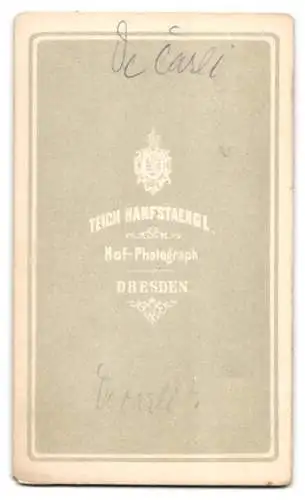 De Carli
TEICH HANFSTAENGL
Hof-Photograph
DRESDEN